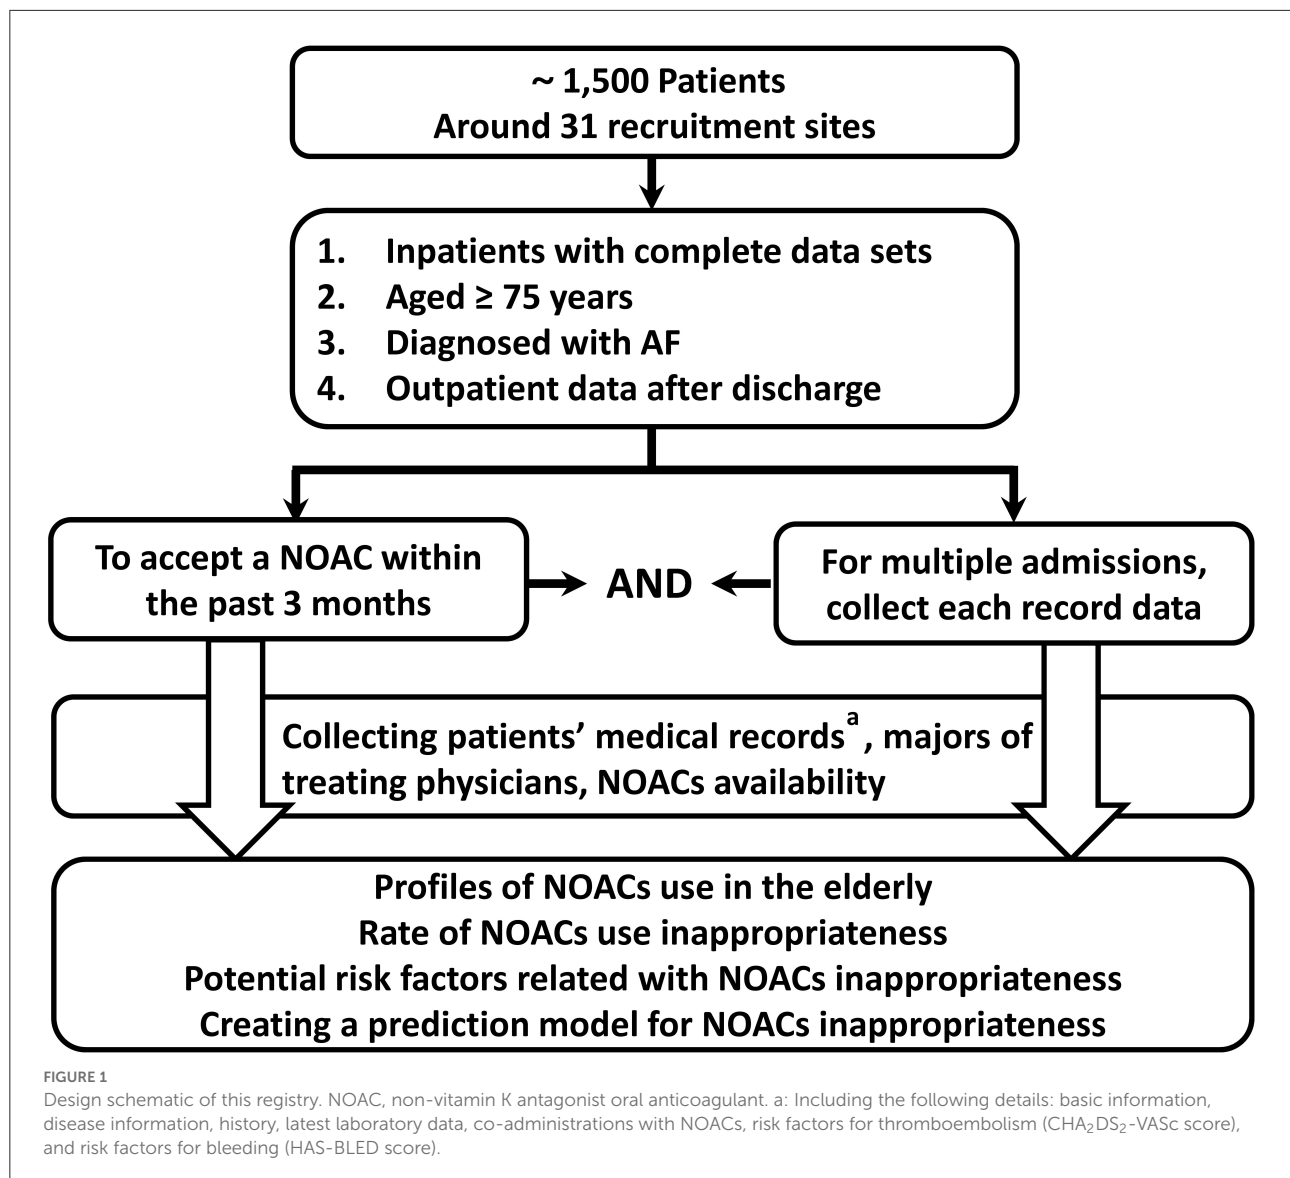 ~ 1,500 Patients
Around 31 recruitment sites
1. Inpatients with complete data sets
2. Aged ≥ 75 years
3. Diagnosed with AF
4. Outpatient data after discharge
To accept a NOAC within
the past 3 months
AND
For multiple admissions,
collect each record data
Collecting patients’ medical recordsᵃ, majors of
treating physicians, NOACs availability
Profiles of NOACs use in the elderly
Rate of NOACs use inappropriateness
Potential risk factors related with NOACs inappropriateness
Creating a prediction model for NOACs inappropriateness
FIGURE 1
Design schematic of this registry. NOAC, non-vitamin K antagonist oral anticoagulant. a: Including the following details: basic information,
disease information, history, latest laboratory data, co-administrations with NOACs, risk factors for thromboembolism (CHA₂DS₂-VASc score),
and risk factors for bleeding (HAS-BLED score).